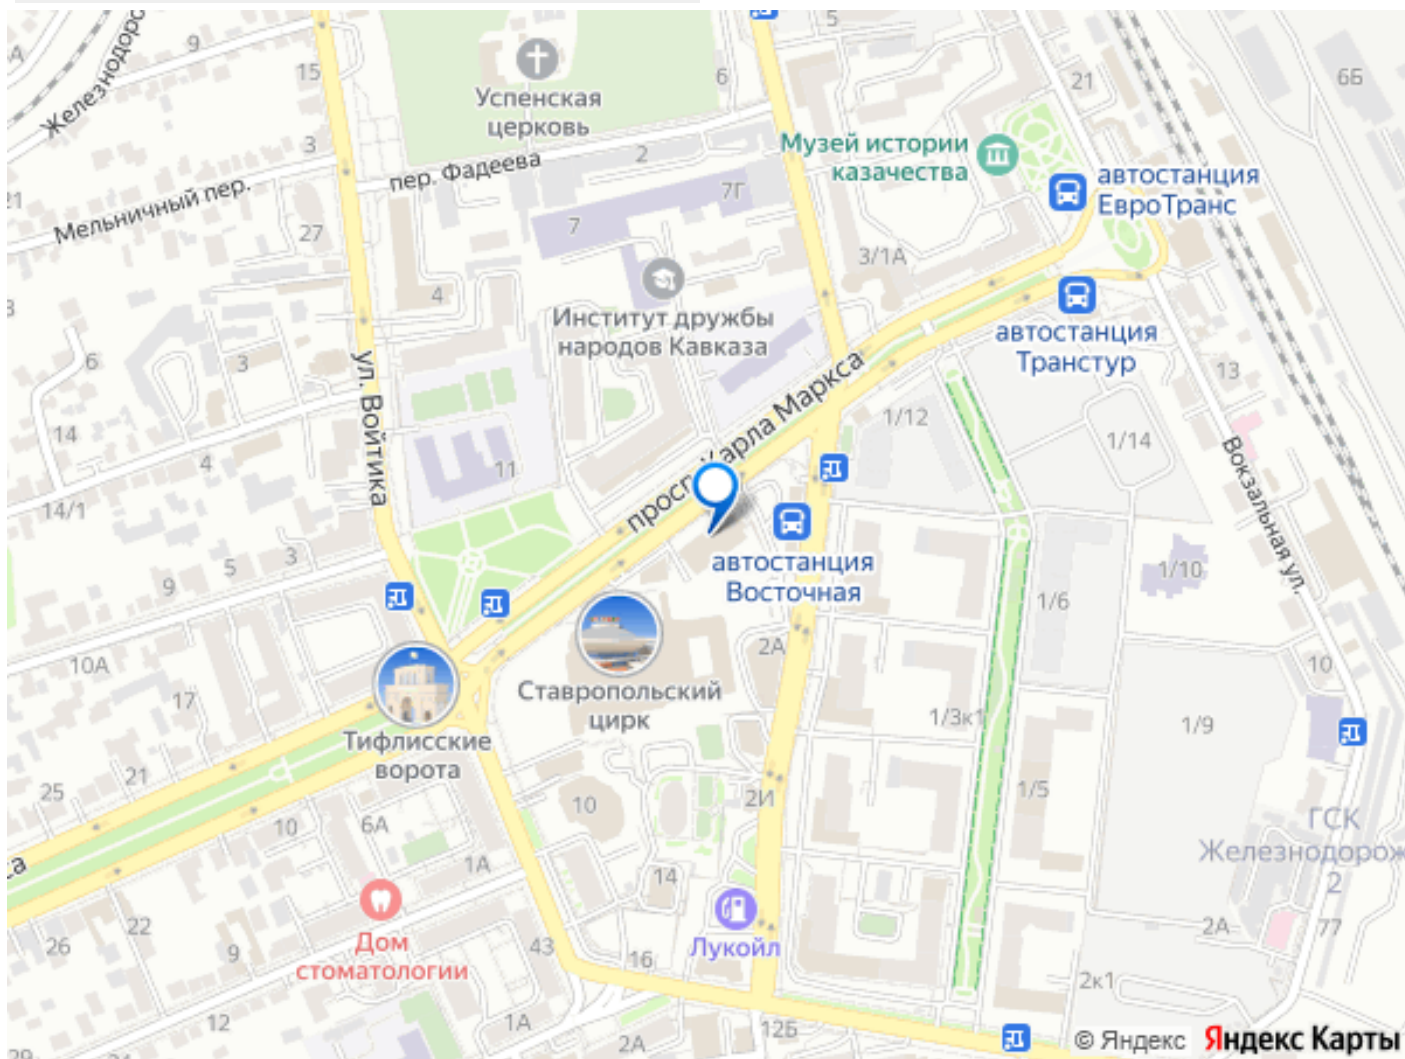 9
А
15
Железнодоро
5
6
Успенская
церковь
21
6Б
3
2
Музей истории
казачества
пер. Фадеева
автостанция
ЕвроТранс
21
Мельничный пер.
7Г
27
7
3/1А
4
Институт дружбы
народов Кавказа
автостанция
Транстур
6
3
ул. Войтика
13
14
4
11
1/12
1/14
просп. Карла Маркса
Вокзальная ул.
14/1
автостанция
Восточная
9
5
3
1/10
1/6
10А
17
2А
10
Ставропольский
цирк
1/3к1
1/9
Тифлисские
ворота
21
25
10
6А
10
2И
1/5
ГСК
Железнодорож
2
са
1А
14
22
26
9
Дом
стоматологии
43
16
Лукойл
2А
77
2к1
12
1А
2А
12Б
29
© Яндекс Яндекс Карты